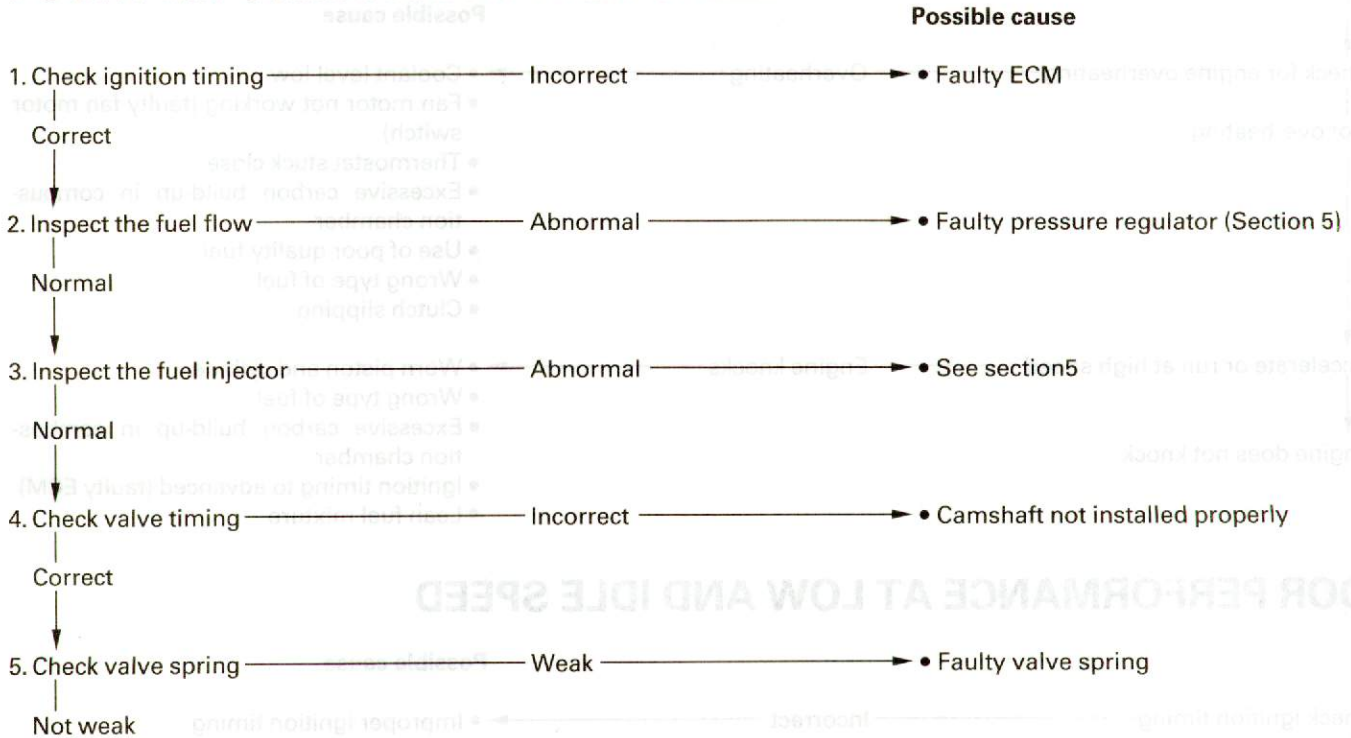 Possible cause
1. Check ignition timing Incorrect • Faulty ECM
Correct
2. Inspect the fuel flow Abnormal • Faulty pressure regulator (Section 5)
Normal
3. Inspect the fuel injector Abnormal • See section5
Normal
4. Check valve timing Incorrect • Camshaft not installed properly
Correct
5. Check valve spring Weak • Faulty valve spring
Not weak